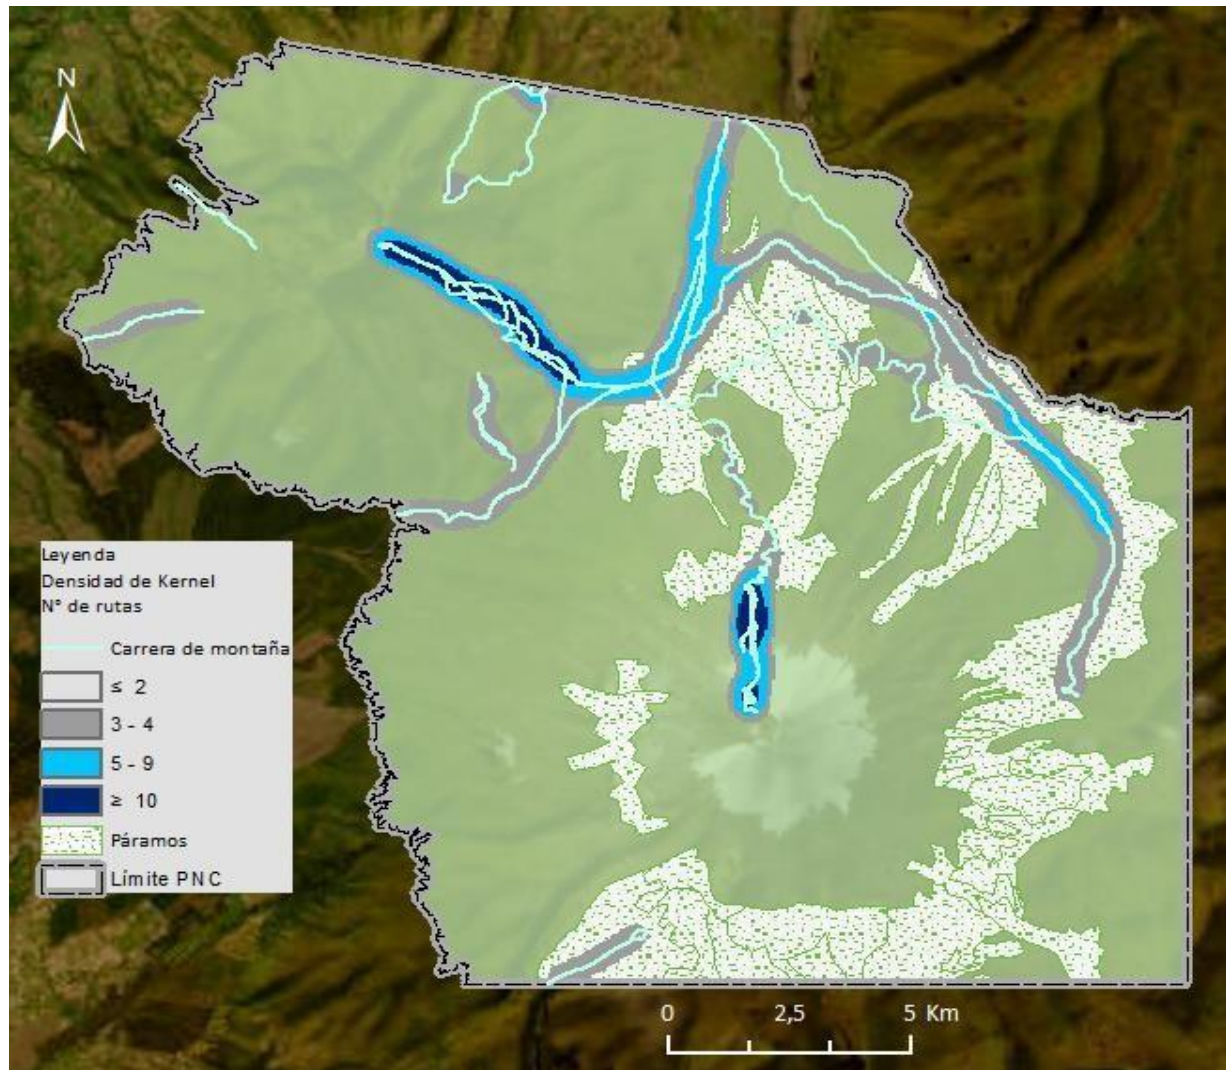 N
Leyenda
Densidad de Kernel
N° de rutas
Carrera de montaña
≤ 2
3 - 4
5 - 9
≥ 10
Páramos
Límite PNC
0 2,5 5 Km